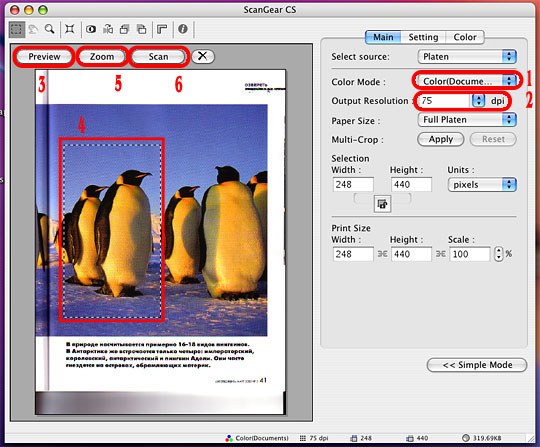 ScanGear CS
Preview
Zoom
Scan
3
5
6
4
1
2
В природе насчитывается примерно 16-18 видов пингвинов.
В Антарктике же встречается только четыре: императорский,
королевский, антарктический и пингвин Адели. Они часто
гнездятся на островах, обрамляющих материк.
41
Main Setting Color
Select source: Platen
Color Mode : Color(Docume...
Output Resolution : 75 dpi
Paper Size : Full Platen
Multi-Crop : Apply Reset
Selection
Width : Height : Units :
248 440 pixels
Print Size
Width : Height : Scale :
248 440 100 %
<< Simple Mode
Color(Documents) 75 dpi 248 440 319.69KB